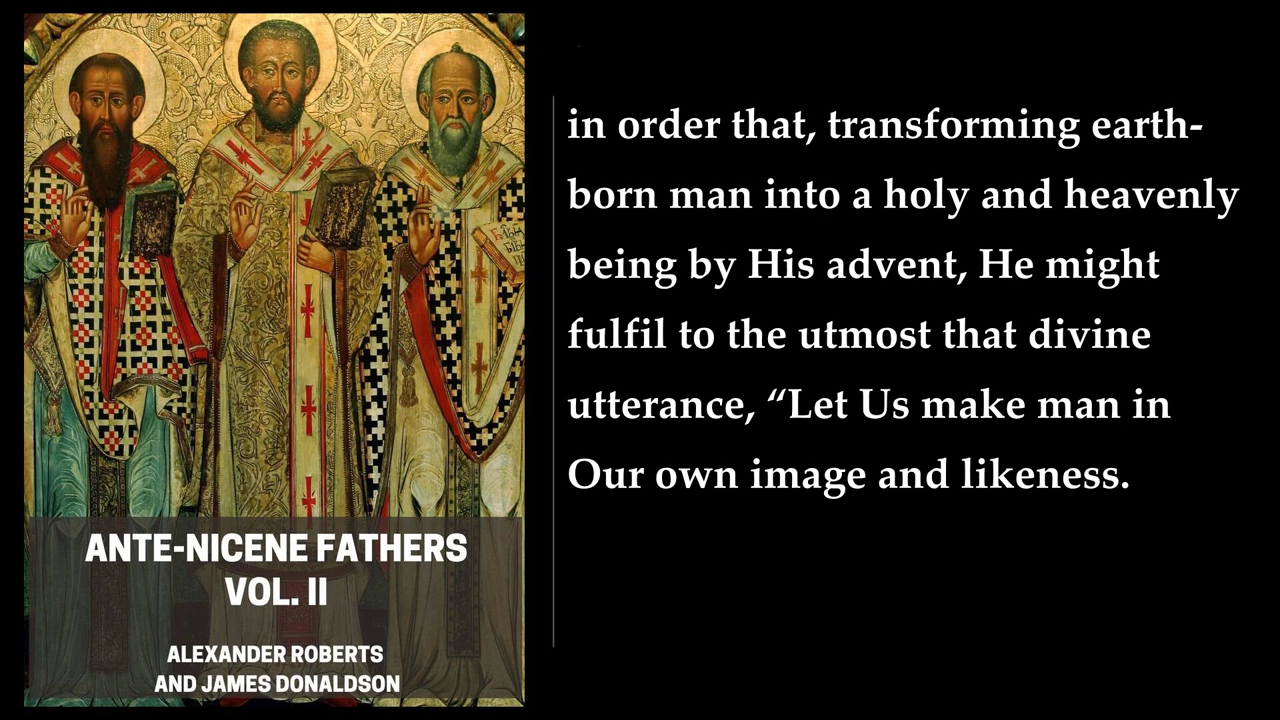 in order that, transforming earth-
born man into a holy and heavenly
being by His advent, He might
fulfil to the utmost that divine
utterance, “Let Us make man in
Our own image and likeness.
ANTE-NICENE FATHERS
VOL. II
ALEXANDER ROBERTS
AND JAMES DONALDSON